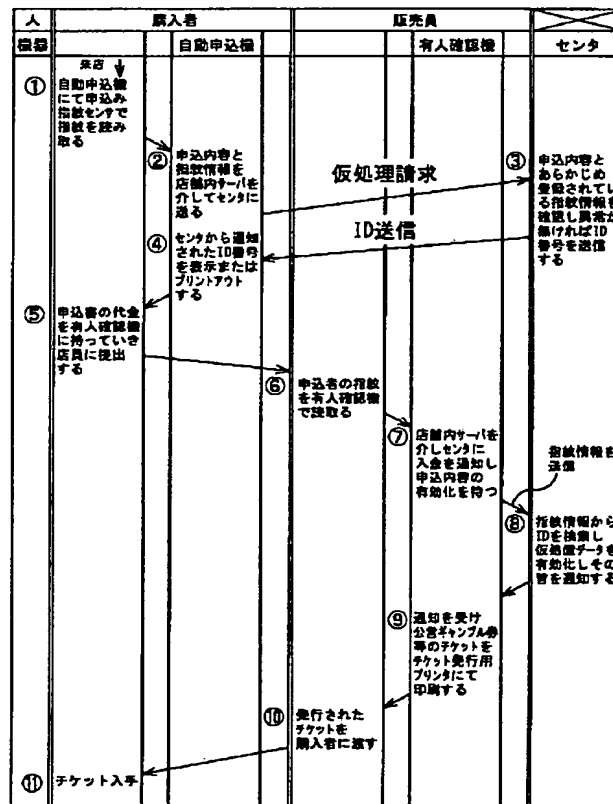 人
購入者
販売員
機器
自動申込機
有人確認機
センタ
来店
①
自動申込機
にて申込み
指紋センサで
指紋を読み
取る
②
申込内容と
指紋情報を
店舗内サーバを
介してセンタに
送る
仮処理請求
③
申込内容と
あらかじめ
登録されてい
る指紋情報を
確認し異常が
無ければID
番号を送信
する
ID送信
④
センタから通知
されたID番号
を表示または
プリントアウト
する
⑤
申込書の代金
を有人確認機
に持っていき
店員に提出
する
⑥
申込者の指紋
を有人確認機
で読取る
⑦
店舗内サーバを
介しセンタに
入金を通知し
申込内容の
有効化を待つ
指紋情報を
送信
⑧
指紋情報から
IDを検索し
仮処置データを
有効化しその
旨を通知する
⑨
通知を受け
公営ギャンブル券
等のチケットを
チケット発行用
プリンタにて
印刷する
⑩
発行された
チケットを
購入者に渡す
⑪
チケット入手